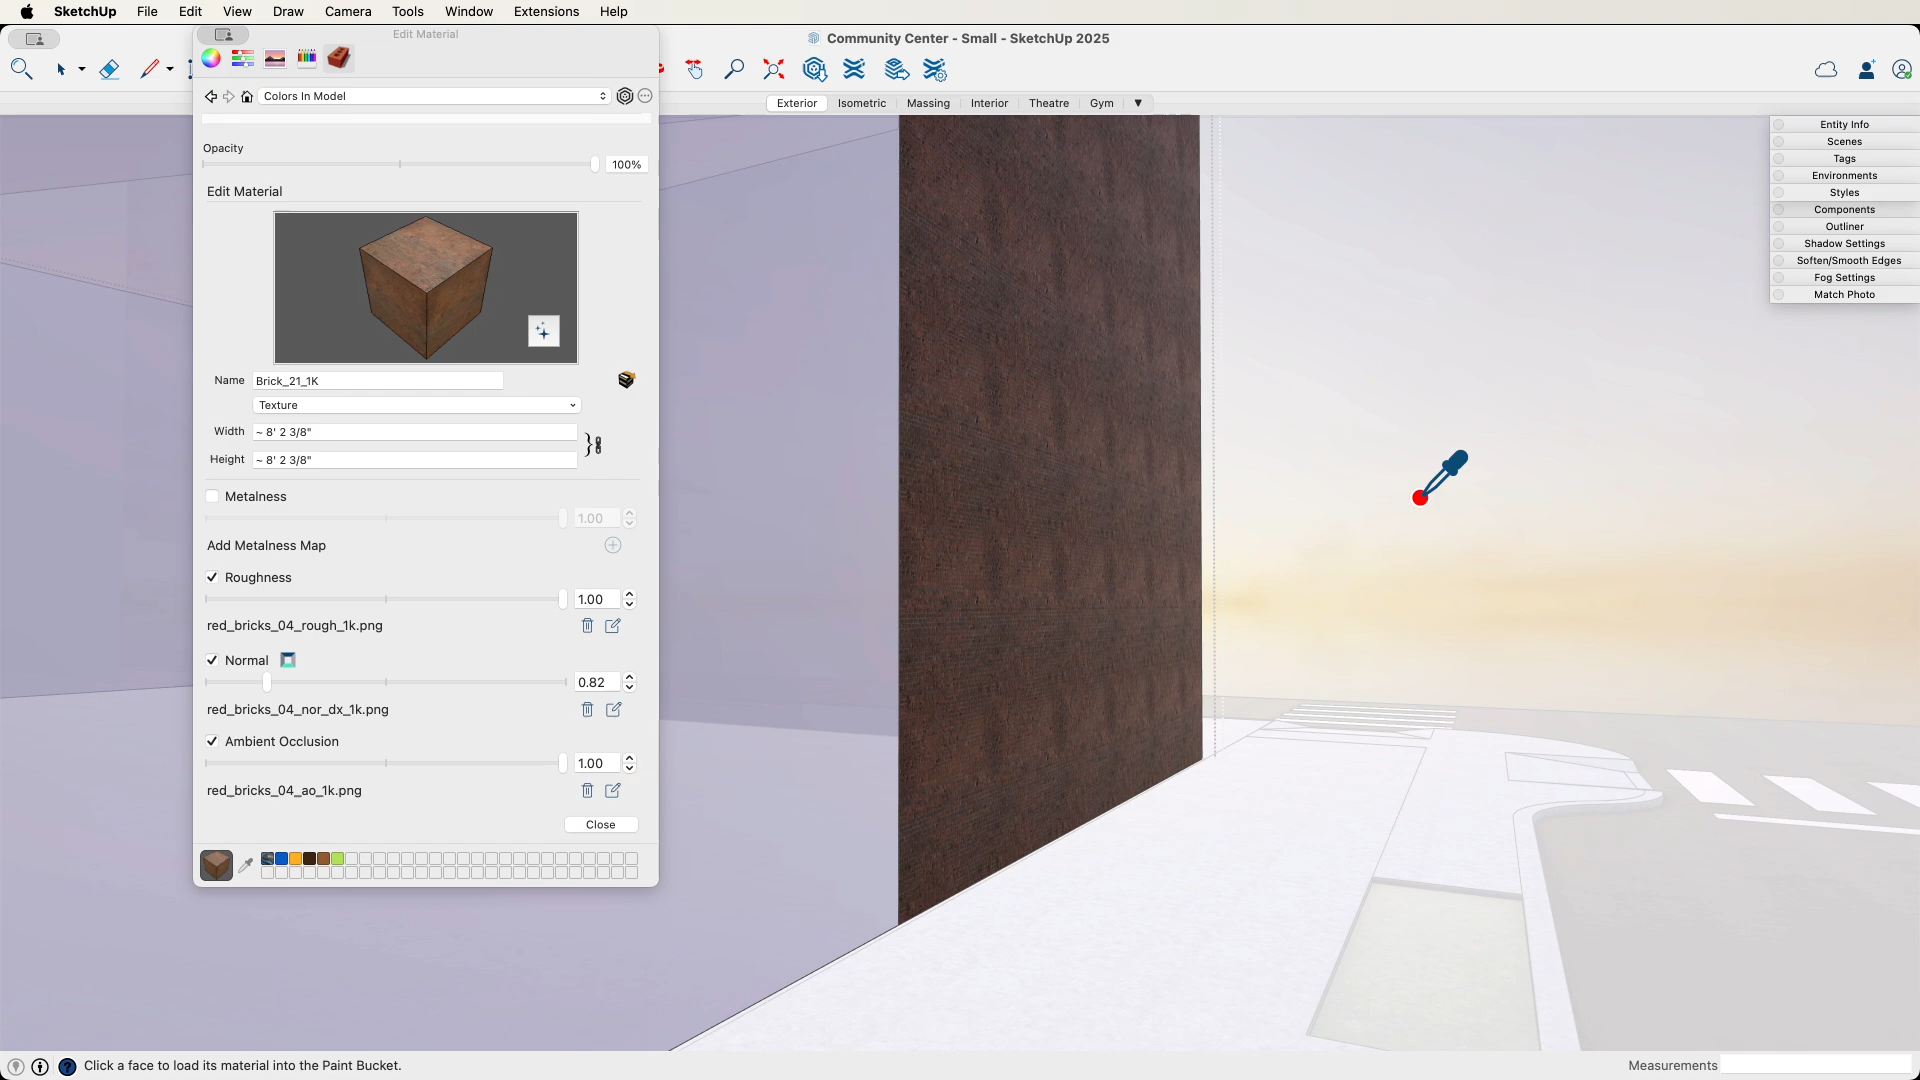 SketchUp File Edit View Draw Camera Tools Window Extensions Help
Edit Material
Community Center - Small - SketchUp 2025
Colors In Model
Exterior Isometric Massing Interior Theatre Gym ▼
Opacity
100%
Edit Material
Name Brick_21_1K
Texture
Width ~ 8' 2 3/8"
Height ~ 8' 2 3/8"
Metalness
1.00
Add Metalness Map
Roughness
1.00
red_bricks_04_rough_1k.png
Normal
0.82
red_bricks_04_nor_dx_1k.png
Ambient Occlusion
1.00
red_bricks_04_ao_1k.png
Close
Entity Info
Scenes
Tags
Environments
Styles
Components
Outliner
Shadow Settings
Soften/Smooth Edges
Fog Settings
Match Photo
Click a face to load its material into the Paint Bucket.
Measurements